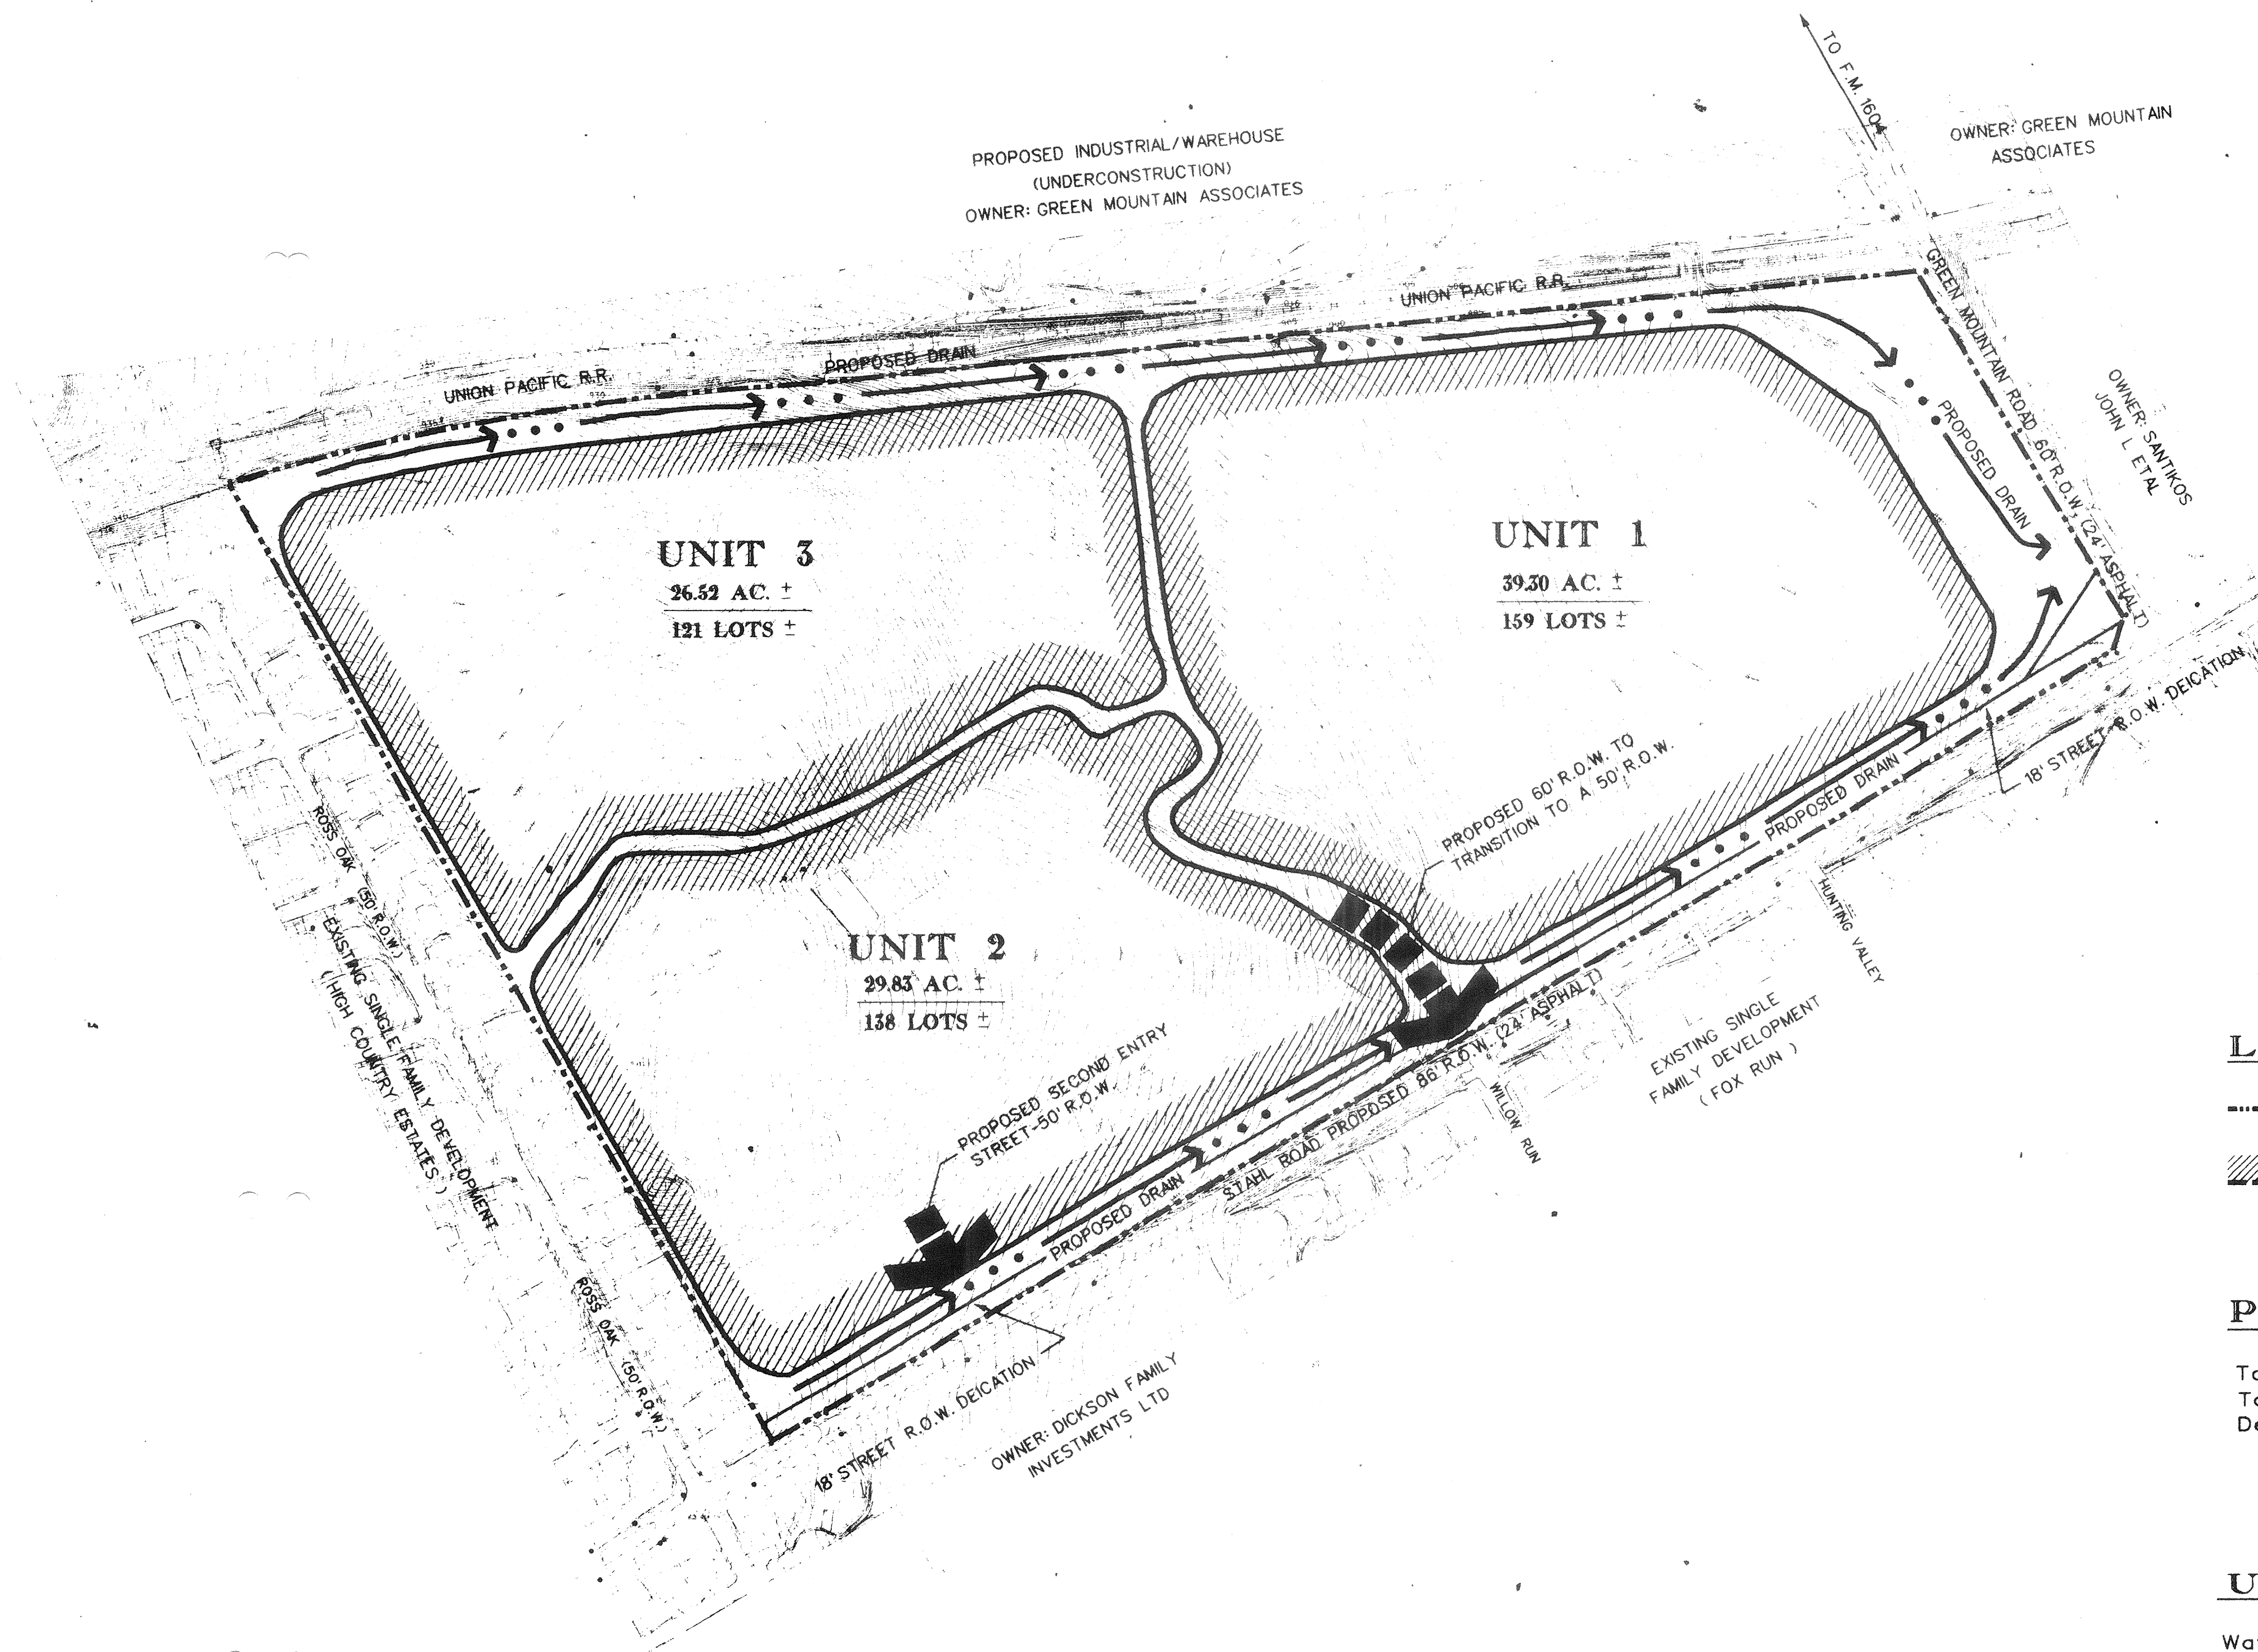 TO F.M. 1604
OWNER: GREEN MOUNTAIN
ASSOCIATES
PROPOSED INDUSTRIAL/WAREHOUSE
(UNDERCONSTRUCTION)
OWNER: GREEN MOUNTAIN ASSOCIATES
UNION PACIFIC R.R.
PROPOSED DRAIN
UNION PACIFIC R.R.
GREEN MOUNTAIN ROAD 60' R.O.W. (24' ASPHALT)
OWNER: SANTIKOS
JOHN L ETAL
PROPOSED DRAIN
UNIT 3
26.52 AC. ±
121 LOTS ±
UNIT 1
39.30 AC. ±
159 LOTS ±
18' STREET R.O.W. DEICATION
PROPOSED 60' R.O.W. TO
TRANSITION TO A 50' R.O.W.
PROPOSED DRAIN
HUNTING VALLEY
ROSS OAK (50' R.O.W.)
EXISTING SINGLE FAMILY DEVELOPMENT
(HIGH COUNTRY ESTATES)
UNIT 2
29.83 AC. ±
138 LOTS ±
PROPOSED SECOND ENTRY
STREET-50' R.O.W.
STAHL ROAD PROPOSED 86' R.O.W. (24' ASPHALT)
EXISTING SINGLE
FAMILY DEVELOPMENT
( FOX RUN )
WILLOW RUN
PROPOSED DRAIN
ROSS OAK (50' R.O.W.)
18' STREET R.O.W. DEICATION
OWNER: DICKSON FAMILY
INVESTMENTS LTD
L
P
To
To
De
U
Wa